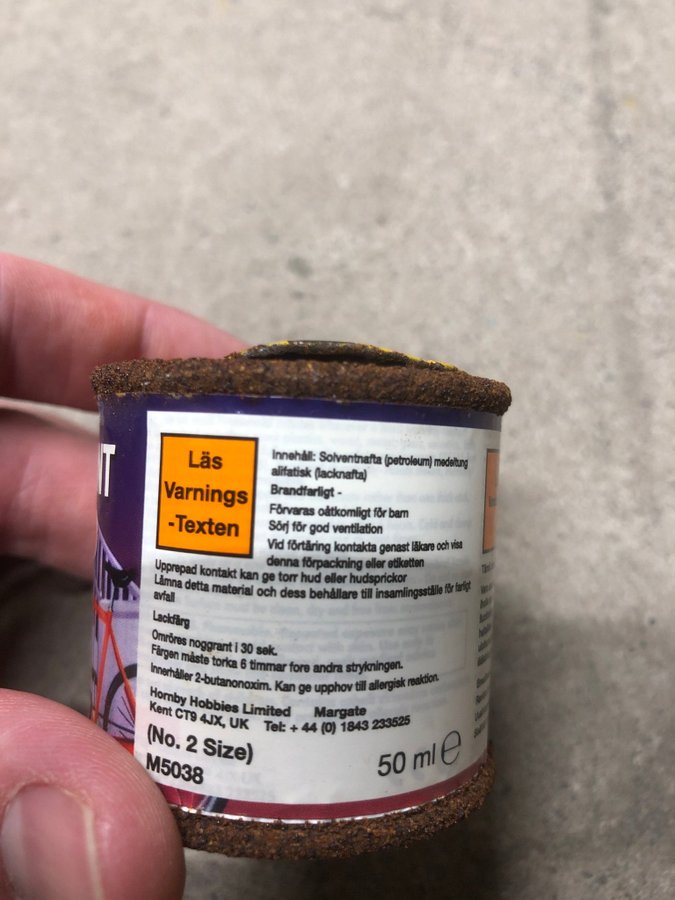 Läs
Varnings
-Texten
Innehåll: Solventnafta (petroleum) medeltung
alifatisk (lacknafta)
Brandfarligt -
Förvaras oåtkomligt för barn
Sörj för god ventilation
Vid förtäring kontakta genast läkare och visa
denna förpackning eller etiketten
Upprepad kontakt kan ge torr hud eller hudsprickor
Lämna detta material och dess behållare till insamlingsställe för farligt
avfall
Lackfärg
Omröres noggrant i 30 sek.
Färgen måste torka 6 timmar fore andra strykningen.
Innerhåller 2-butanonoxim. Kan ge upphov till allergisk reaktion.
Hornby Hobbies Limited Margate
Kent CT9 4JX, UK Tel: + 44 (0) 1843 233525
(No. 2 Size)
M5038
50 ml ℮